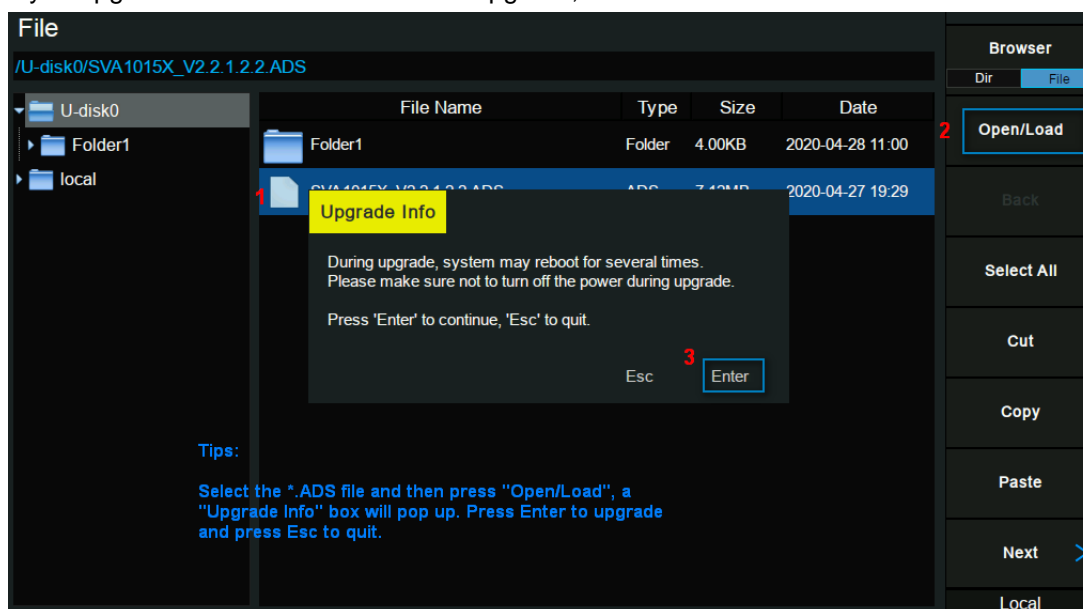 File
/U-disk0/SVA1015X_V2.2.1.2.2.ADS
Browser
Dir File
U-disk0
Folder1
local
File Name Type Size Date
Folder1 Folder 4.00KB 2020-04-28 11:00
1 2020-04-27 19:29
Upgrade Info
During upgrade, system may reboot for several times.
Please make sure not to turn off the power during upgrade.
Press 'Enter' to continue, 'Esc' to quit.
Esc 3 Enter
Tips:
Select the *.ADS file and then press "Open/Load", a
"Upgrade Info" box will pop up. Press Enter to upgrade
and press Esc to quit.
2 Open/Load
Back
Select All
Cut
Copy
Paste
Next >
Local